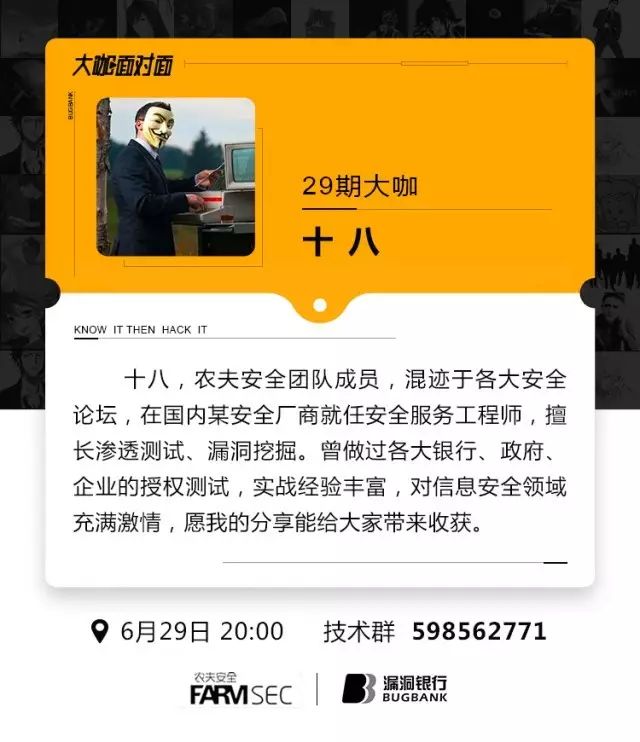 大咖面对面
BUGBANK
29期大咖
十八
KNOW IT THEN HACK IT
十八，农夫安全团队成员，混迹于各大安全
论坛，在国内某安全厂商就任安全服务工程师，擅
长渗透测试、漏洞挖掘。曾做过各大银行、政府、
企业的授权测试，实战经验丰富，对信息安全领域
充满激情，愿我的分享能给大家带来收获。
6月29日 20:00 技术群 598562771
农夫安全
FARMSEC
漏洞银行
BUGBANK